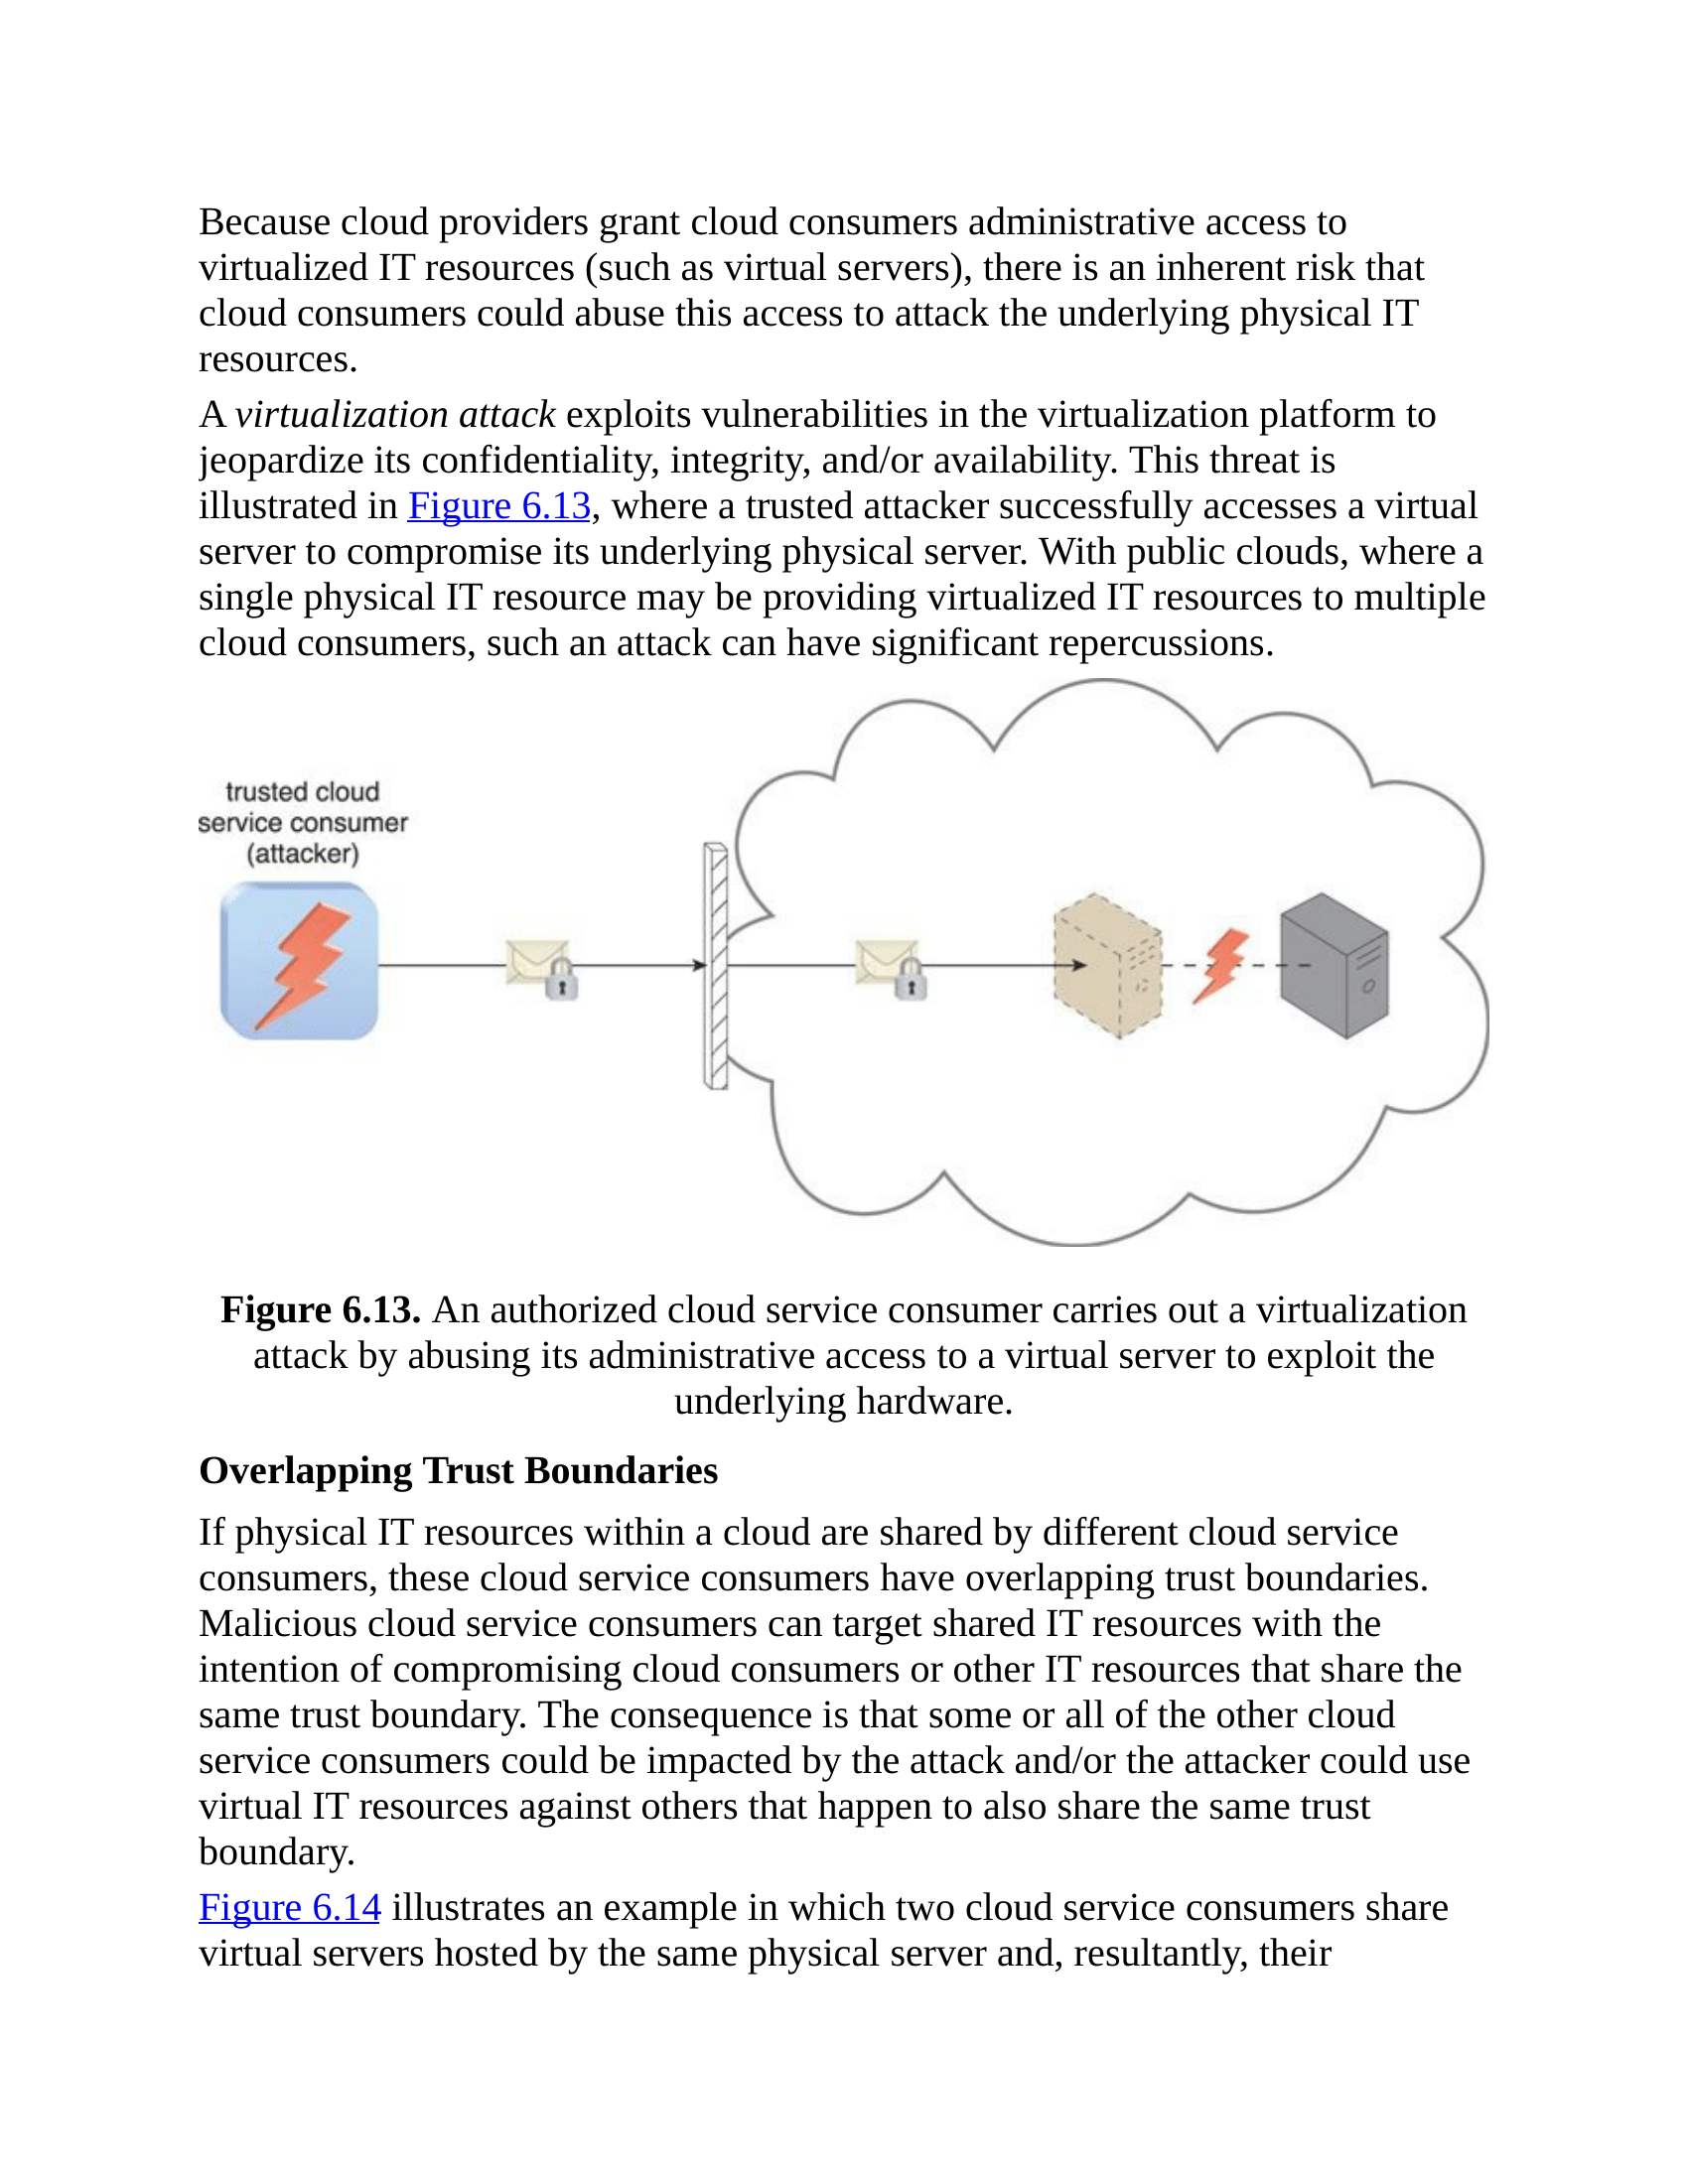 Because cloud providers grant cloud consumers administrative access to
virtualized IT resources (such as virtual servers), there is an inherent risk that
cloud consumers could abuse this access to attack the underlying physical IT
resources.
A virtualization attack exploits vulnerabilities in the virtualization platform to
jeopardize its confidentiality, integrity, and/or availability. This threat is
illustrated in Figure 6.13, where a trusted attacker successfully accesses a virtual
server to compromise its underlying physical server. With public clouds, where a
single physical IT resource may be providing virtualized IT resources to multiple
cloud consumers, such an attack can have significant repercussions.
trusted cloud
service consumer
(attacker)
Figure 6.13. An authorized cloud service consumer carries out a virtualization
attack by abusing its administrative access to a virtual server to exploit the
underlying hardware.
Overlapping Trust Boundaries
If physical IT resources within a cloud are shared by different cloud service
consumers, these cloud service consumers have overlapping trust boundaries.
Malicious cloud service consumers can target shared IT resources with the
intention of compromising cloud consumers or other IT resources that share the
same trust boundary. The consequence is that some or all of the other cloud
service consumers could be impacted by the attack and/or the attacker could use
virtual IT resources against others that happen to also share the same trust
boundary.
Figure 6.14 illustrates an example in which two cloud service consumers share
virtual servers hosted by the same physical server and, resultantly, their